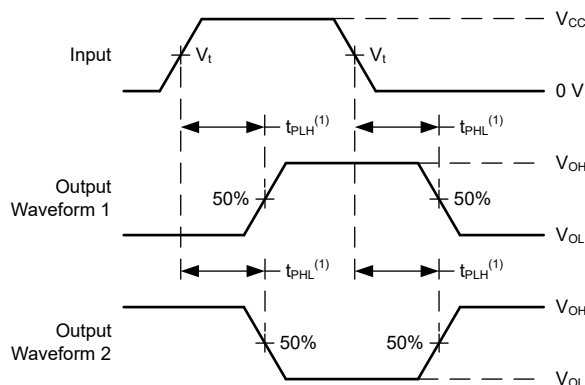 V_CC
Input
V_t
V_t
0 V
t_PLH^(1)
t_PHL^(1)
V_OH
Output
Waveform 1
50%
50%
V_OL
t_PHL^(1)
t_PLH^(1)
V_OH
Output
Waveform 2
50%
50%
V_OL